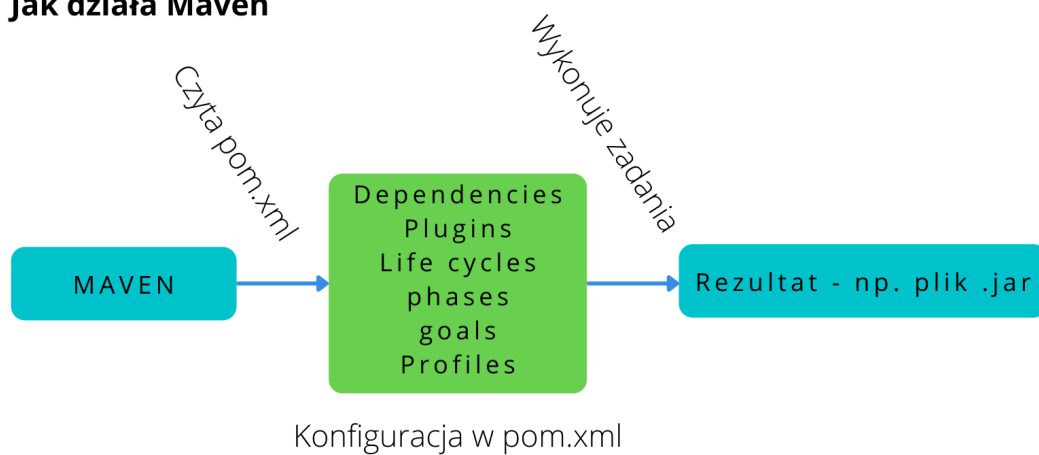 Jak działa Maven
Czyta pom.xml
Wykonuje zadania
MAVEN
Dependencies
Plugins
Life cycles
phases
goals
Profiles
Rezultat - np. plik .jar
Konfiguracja w pom.xml